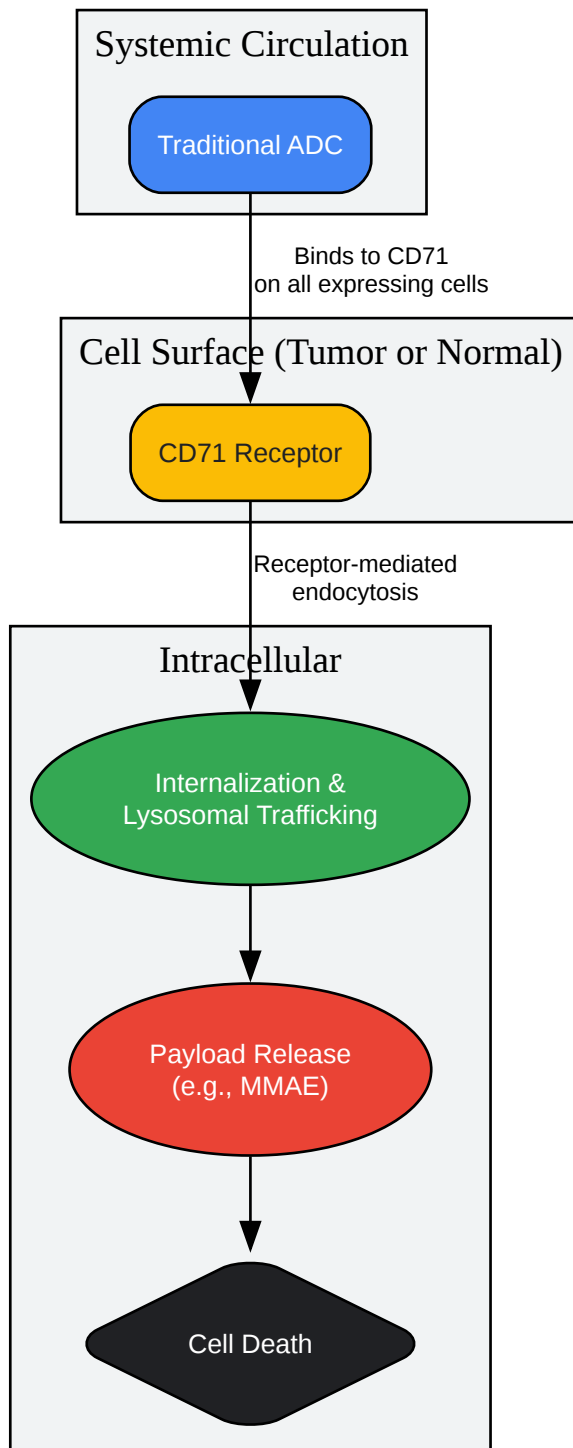 Systemic Circulation
Traditional ADC
Binds to CD71
on all expressing cells
Cell Surface (Tumor or Normal)
CD71 Receptor
Receptor-mediated
endocytosis
Intracellular
Internalization &
Lysosomal Trafficking
Payload Release
(e.g., MMAE)
Cell Death